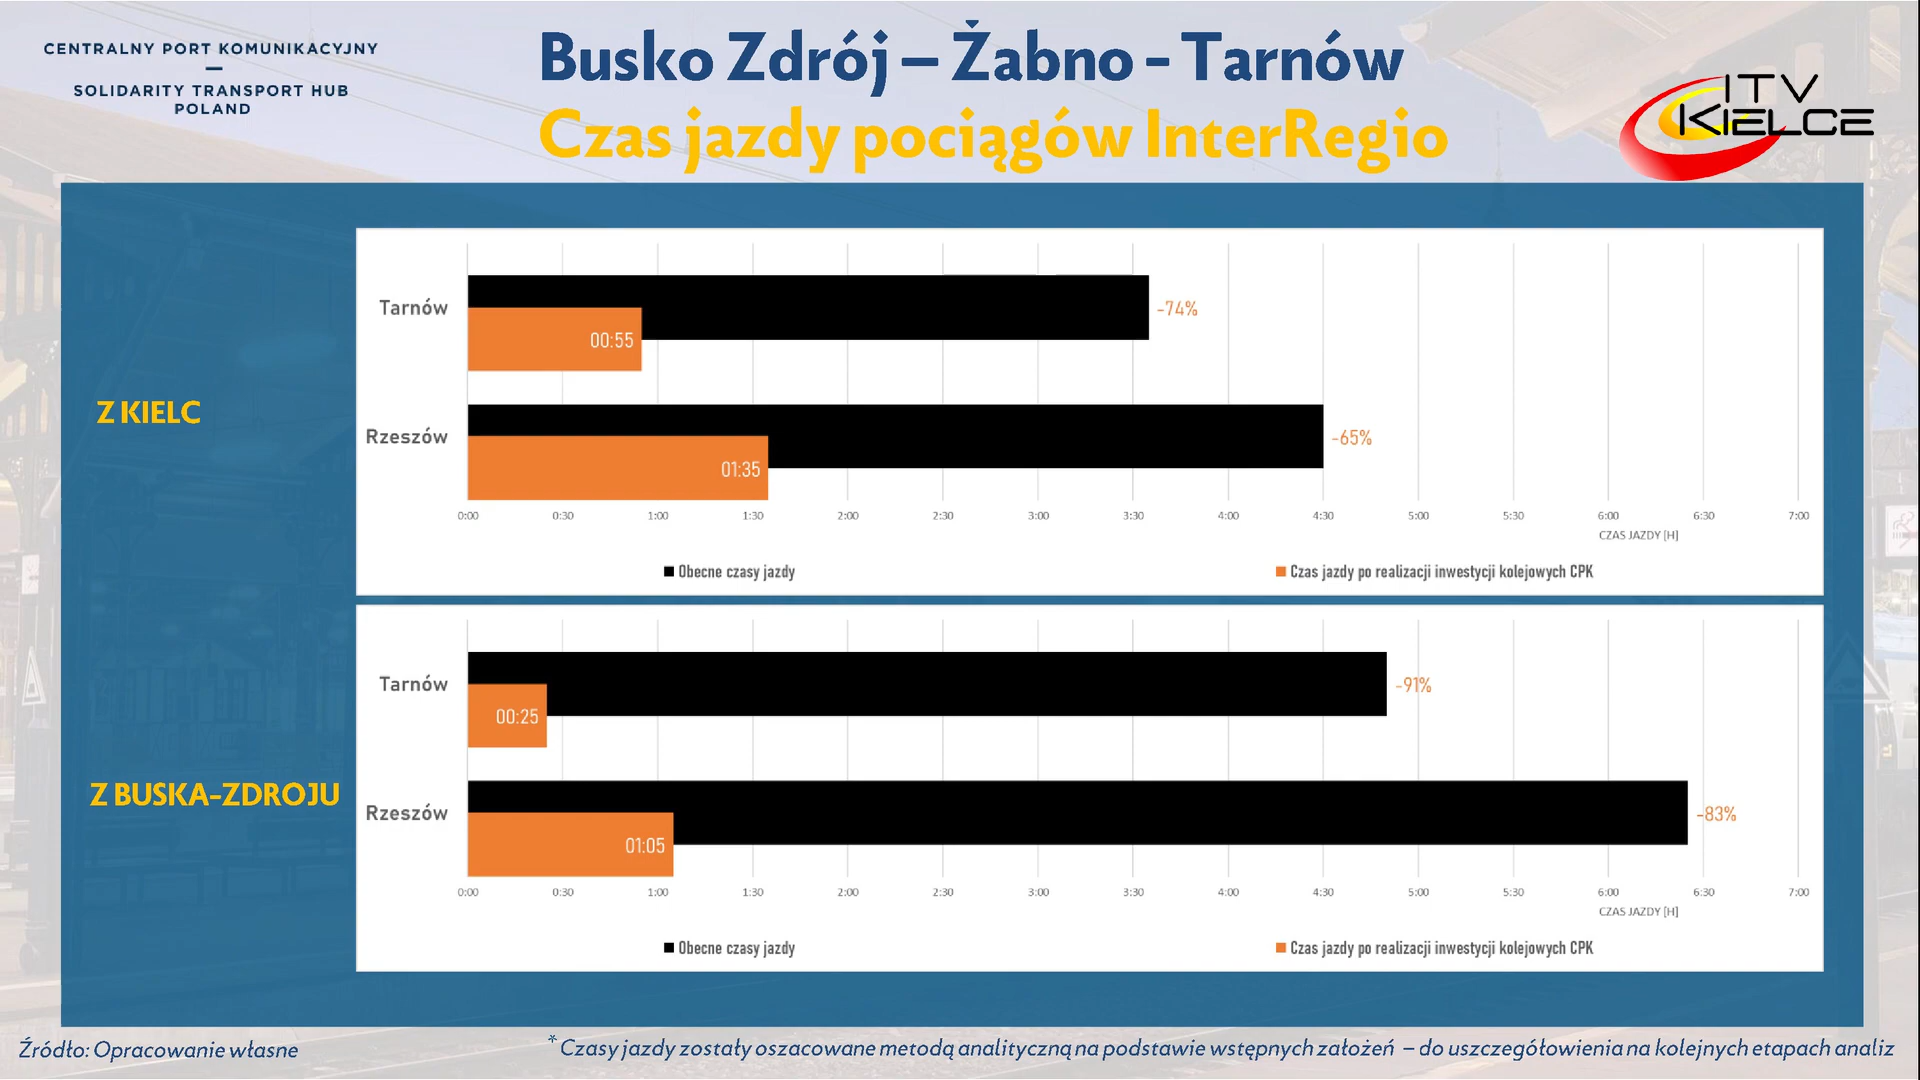 CENTRALNY PORT KOMUNIKACYJNY
—
SOLIDARITY TRANSPORT HUB
POLAND
Busko Zdrój – Żabno - Tarnów
Czas jazdy pociągów InterRegio
ITV
KIELCE
Z KIELC
Tarnów
00:55
-74%
Rzeszów
01:35
-65%
0:00 0:30 1:00 1:30 2:00 2:30 3:00 3:30 4:00 4:30 5:00 5:30 6:00 6:30 7:00
CZAS JAZDY [H]
Obecne czasy jazdy
Czas jazdy po realizacji inwestycji kolejowych CPK
Z BUSKA-ZDROJU
Tarnów
00:25
-91%
Rzeszów
01:05
-83%
0:00 0:30 1:00 1:30 2:00 2:30 3:00 3:30 4:00 4:30 5:00 5:30 6:00 6:30 7:00
CZAS JAZDY [H]
Obecne czasy jazdy
Czas jazdy po realizacji inwestycji kolejowych CPK
Źródło: Opracowanie własne
* Czasy jazdy zostały oszacowane metodą analityczną na podstawie wstępnych założeń – do uszczegółowienia na kolejnych etapach analiz